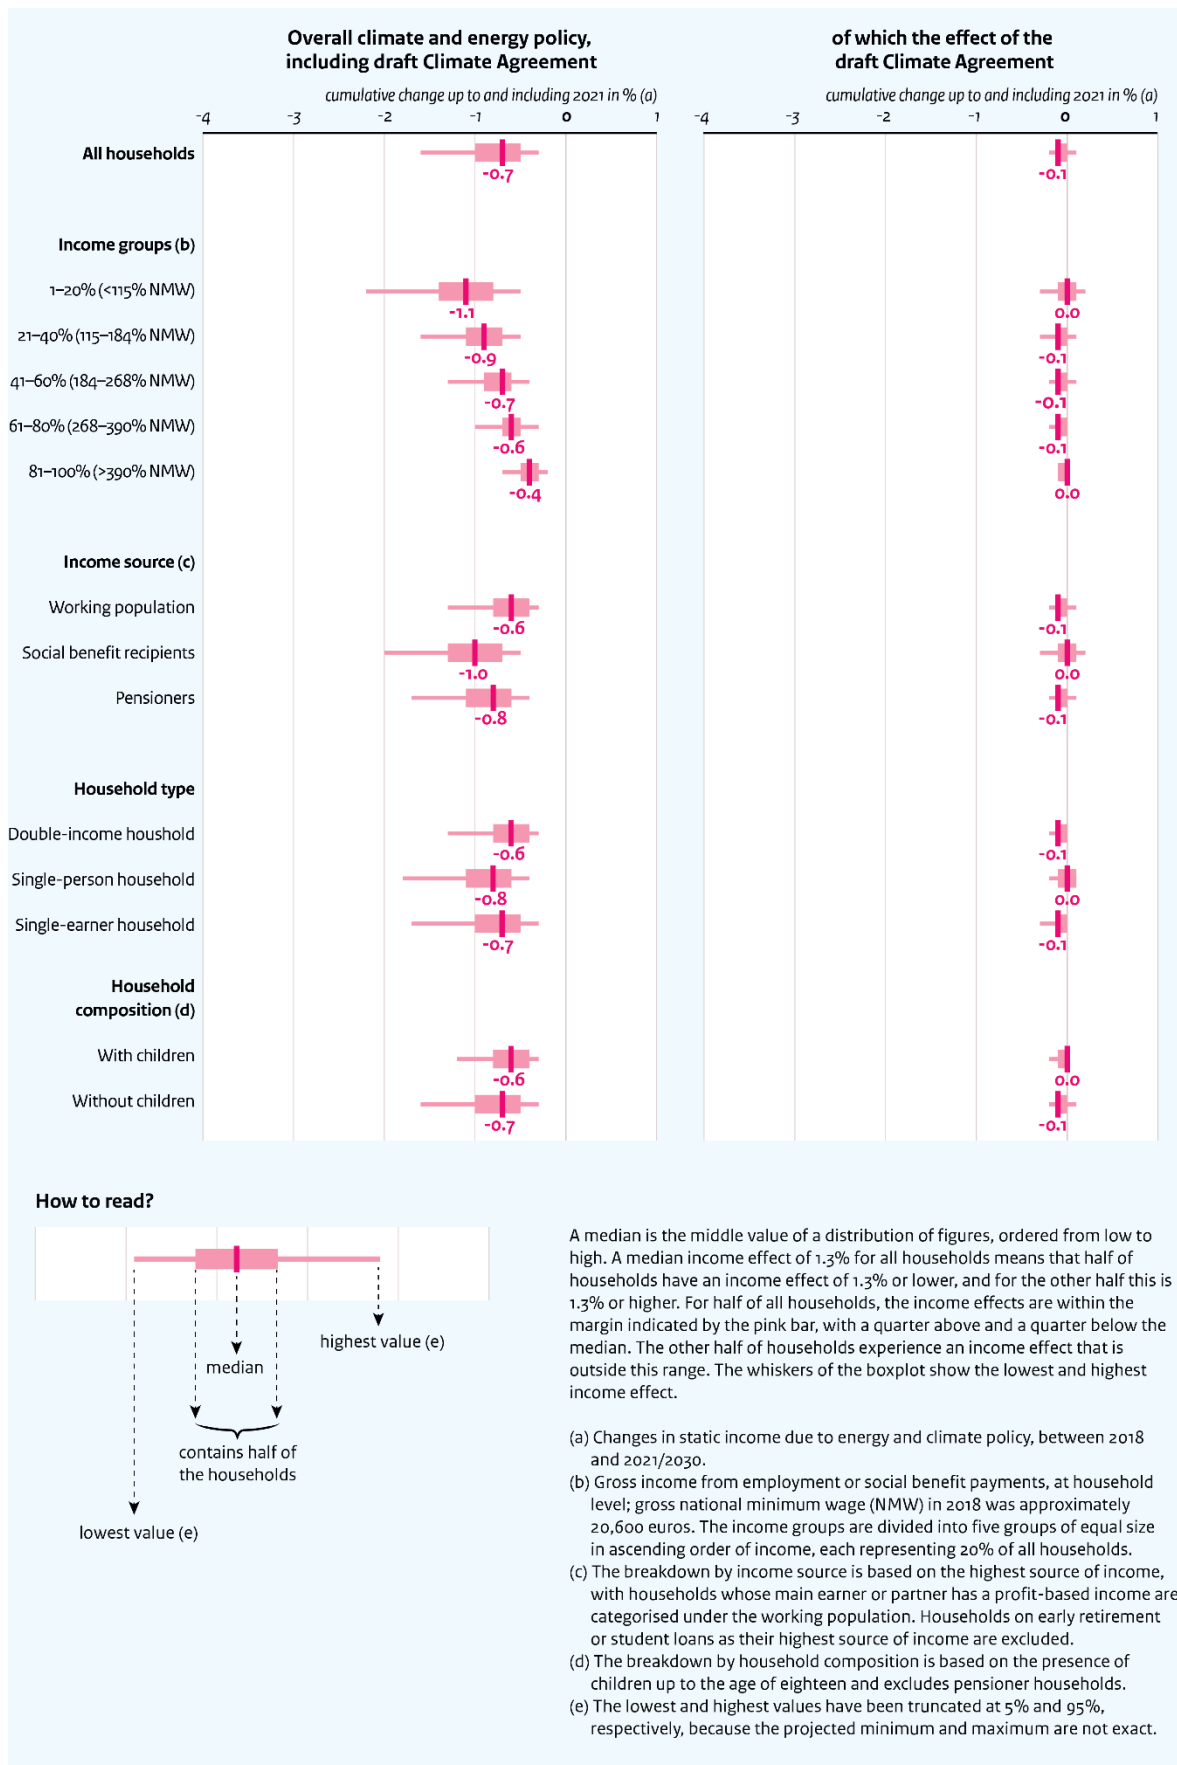 Overall climate and energy policy,
including draft Climate Agreement
cumulative change up to and including 2021 in % (a)
-4 -3 -2 -1 0 1
of which the effect of the
draft Climate Agreement
cumulative change up to and including 2021 in % (a)
-4 -3 -2 -1 0 1
All households
-0.7 -0.1
Income groups (b)
1–20% (<115% NMW)
-1.1 0.0
21–40% (115–184% NMW)
-0.9 -0.1
41–60% (184–268% NMW)
-0.7 -0.1
61–80% (268–390% NMW)
-0.6 -0.1
81–100% (>390% NMW)
-0.4 0.0
Income source (c)
Working population
-0.6 -0.1
Social benefit recipients
-1.0 0.0
Pensioners
-0.8 -0.1
Household type
Double-income houshold
-0.6 -0.1
Single-person household
-0.8 0.0
Single-earner household
-0.7 -0.1
Household
composition (d)
With children
-0.6 0.0
Without children
-0.7 -0.1
How to read?
highest value (e)
median
contains half of
the households
lowest value (e)
A median is the middle value of a distribution of figures, ordered from low to
high. A median income effect of 1.3% for all households means that half of
households have an income effect of 1.3% or lower, and for the other half this is
1.3% or higher. For half of all households, the income effects are within the
margin indicated by the pink bar, with a quarter above and a quarter below the
median. The other half of households experience an income effect that is
outside this range. The whiskers of the boxplot show the lowest and highest
income effect.
(a) Changes in static income due to energy and climate policy, between 2018
and 2021/2030.
(b) Gross income from employment or social benefit payments, at household
level; gross national minimum wage (NMW) in 2018 was approximately
20,600 euros. The income groups are divided into five groups of equal size
in ascending order of income, each representing 20% of all households.
(c) The breakdown by income source is based on the highest source of income,
with households whose main earner or partner has a profit-based income are
categorised under the working population. Households on early retirement
or student loans as their highest source of income are excluded.
(d) The breakdown by household composition is based on the presence of
children up to the age of eighteen and excludes pensioner households.
(e) The lowest and highest values have been truncated at 5% and 95%,
respectively, because the projected minimum and maximum are not exact.